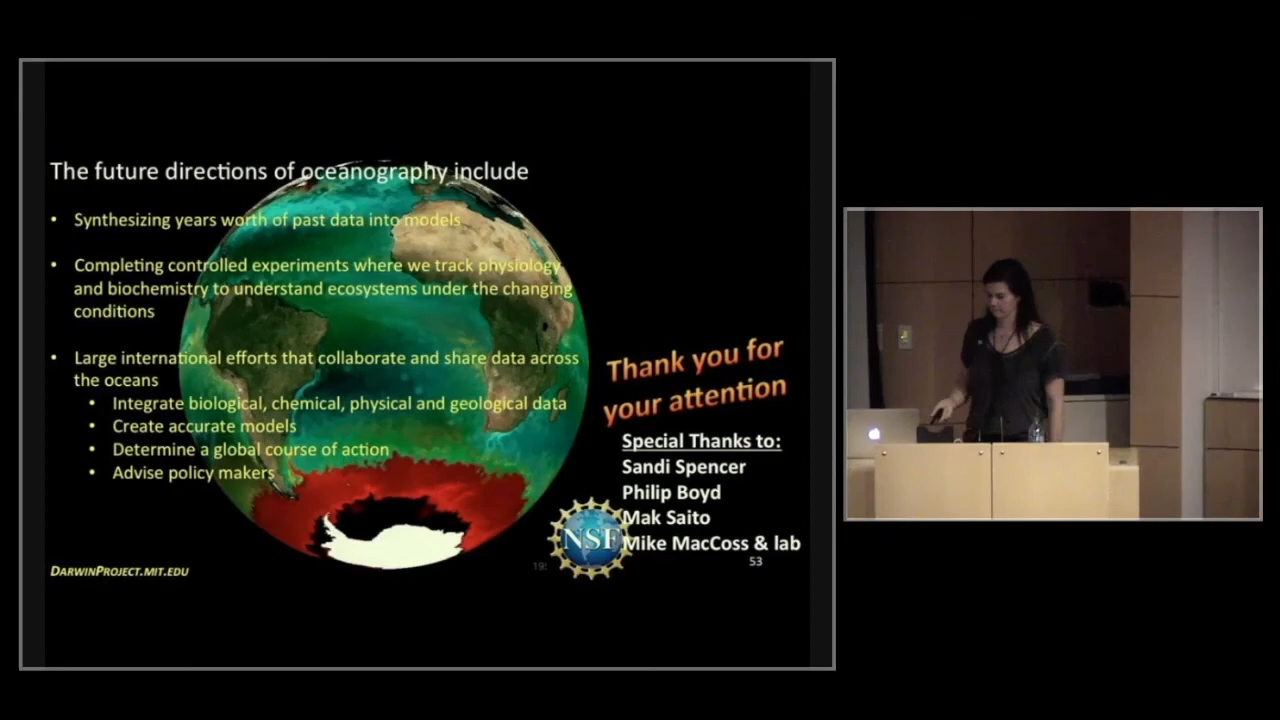 The future directions of oceanography include
• Synthesizing years worth of past data into models
• Completing controlled experiments where we track physiology
and biochemistry to understand ecosystems under the changing
conditions
• Large international efforts that collaborate and share data across
the oceans
• Integrate biological, chemical, physical and geological data
• Create accurate models
• Determine a global course of action
• Advise policy makers
DARWINPROJECT.MIT.EDU
Thank you for
your attention
Special Thanks to:
Sandi Spencer
Philip Boyd
Mak Saito
Mike MacCoss & lab
NSF
53